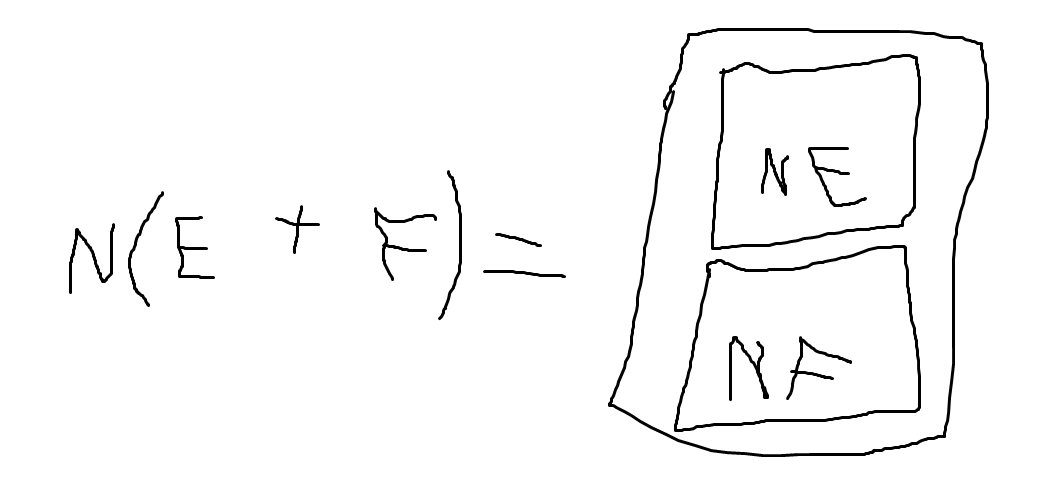 N(E + F) =
NE
NF